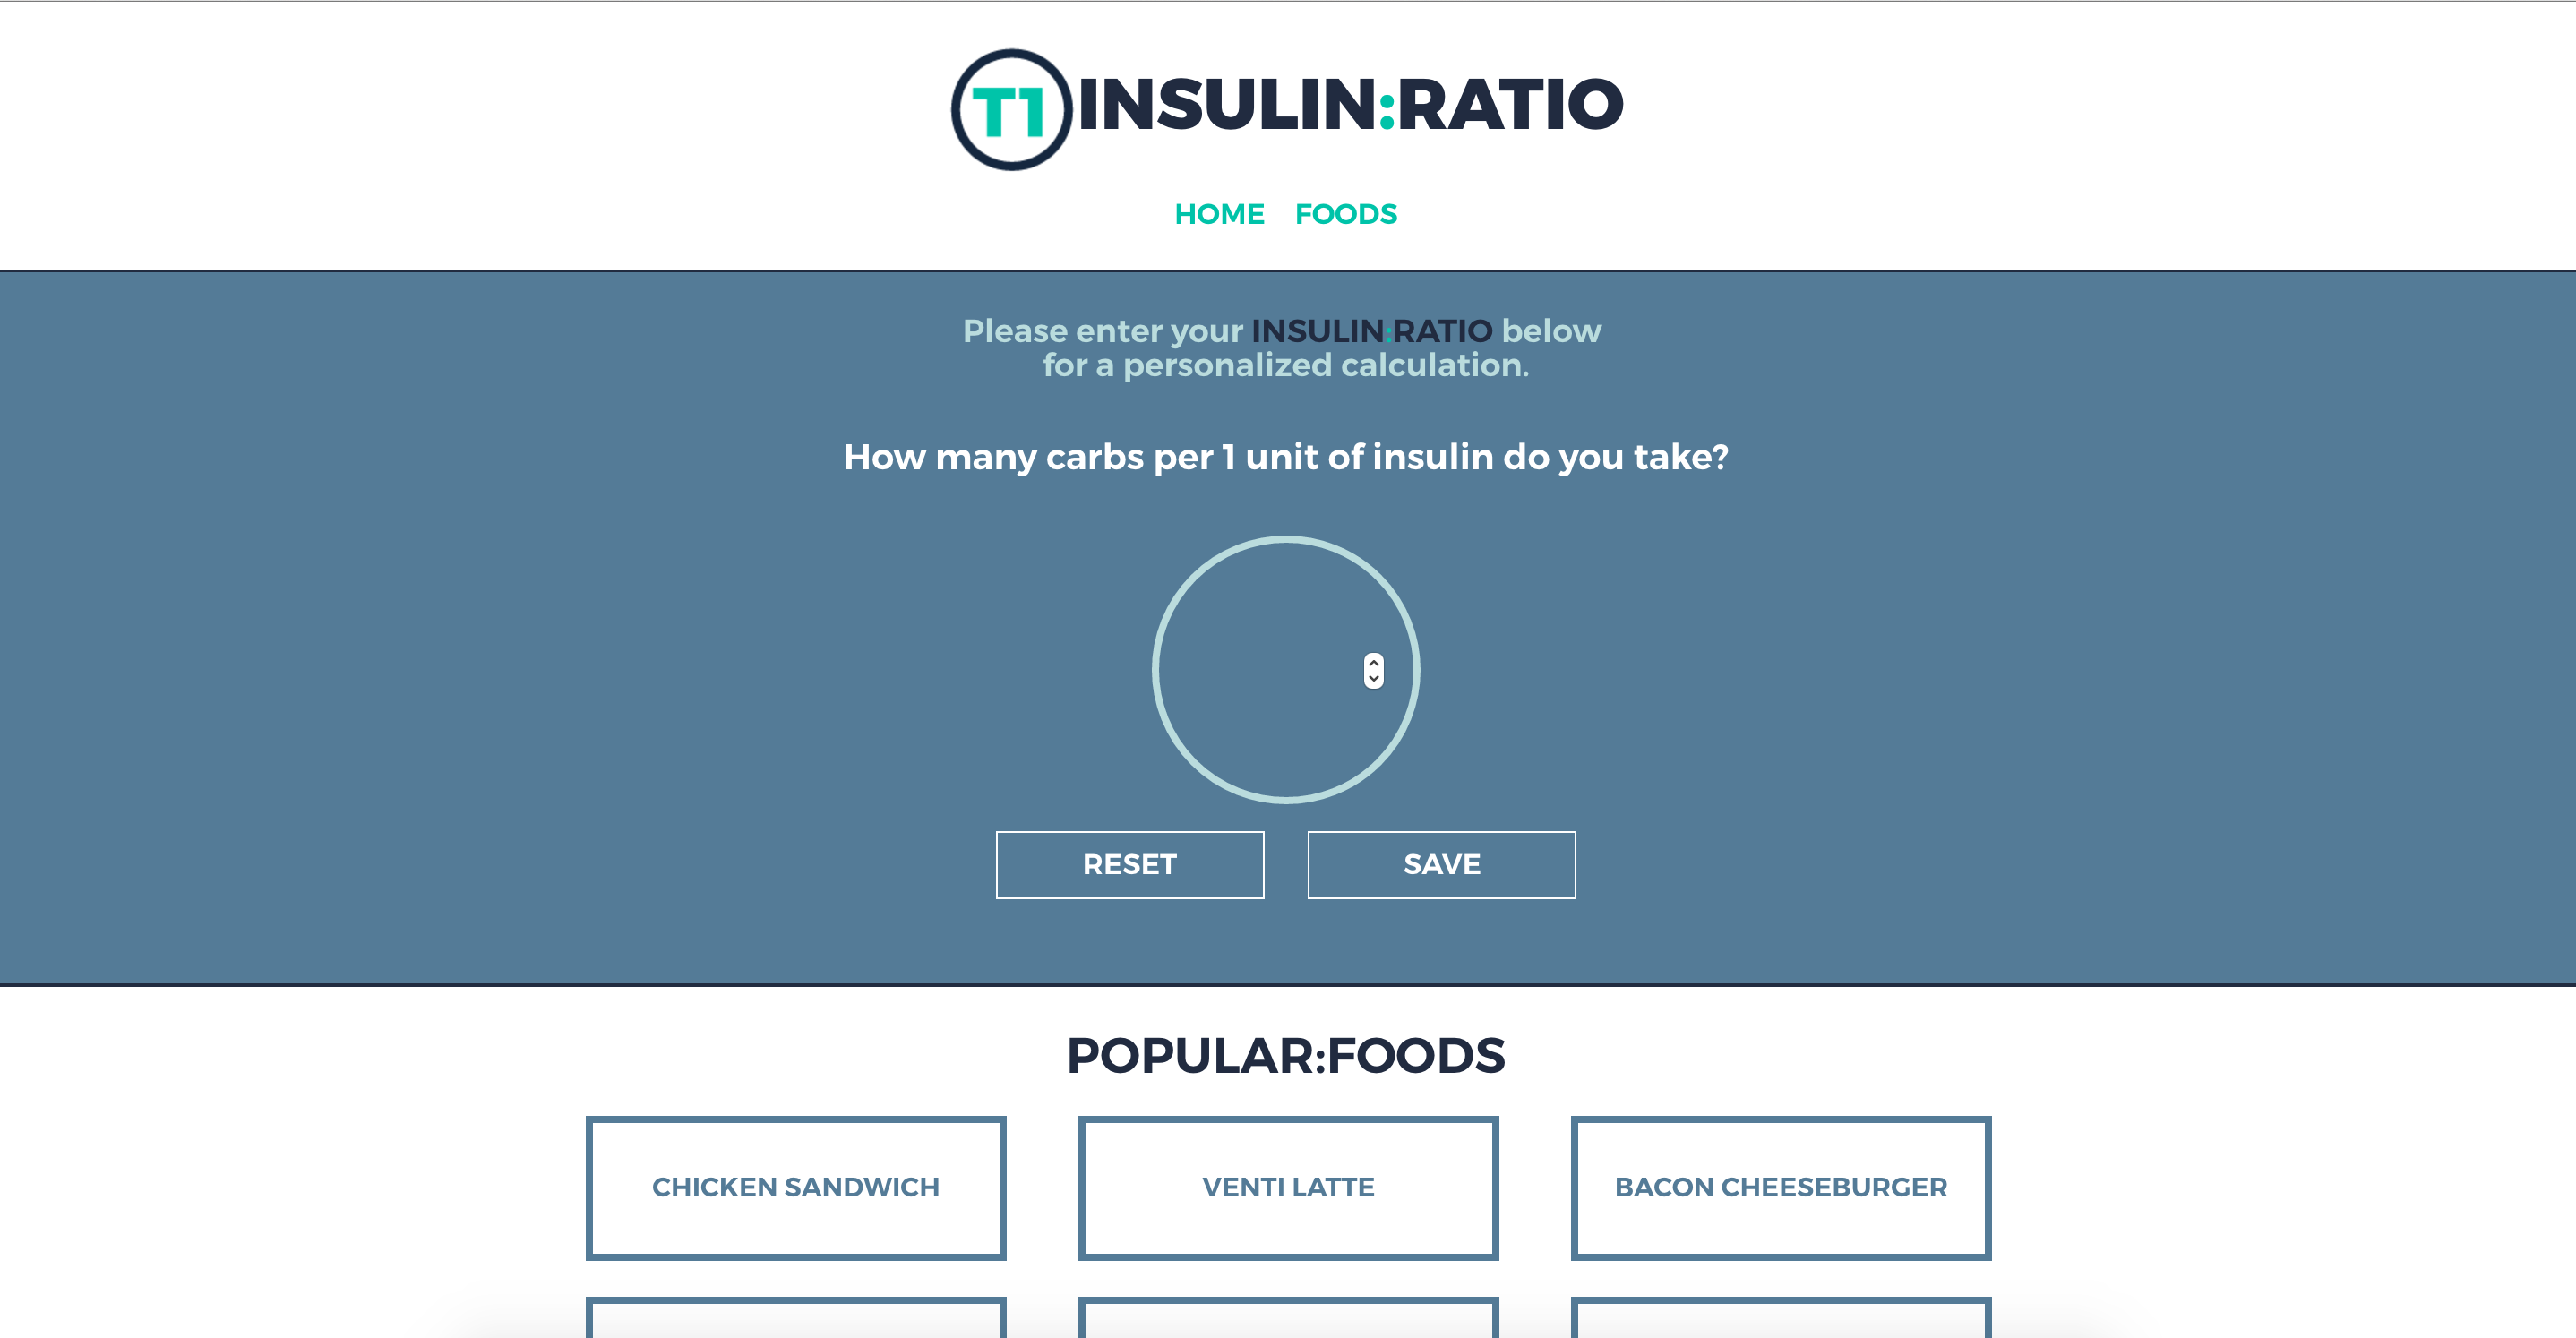 T1 INSULIN:RATIO
HOME FOODS
Please enter your INSULIN:RATIO below
for a personalized calculation.
How many carbs per 1 unit of insulin do you take?
RESET SAVE
POPULAR:FOODS
CHICKEN SANDWICH VENTI LATTE BACON CHEESEBURGER